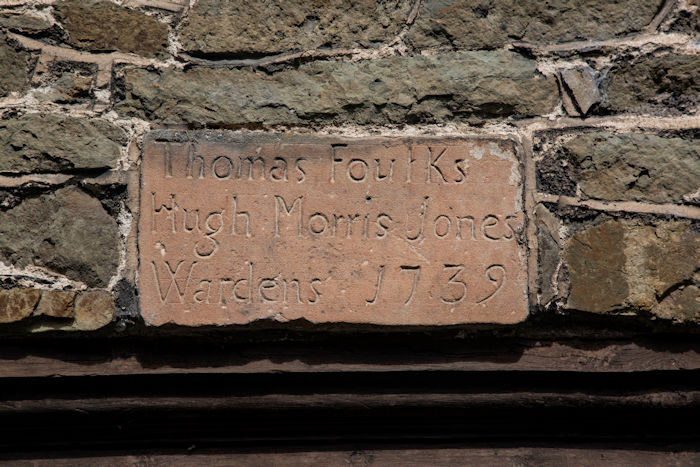 Thomas Foulks
Hugh Morris Jones
Wardens 1739